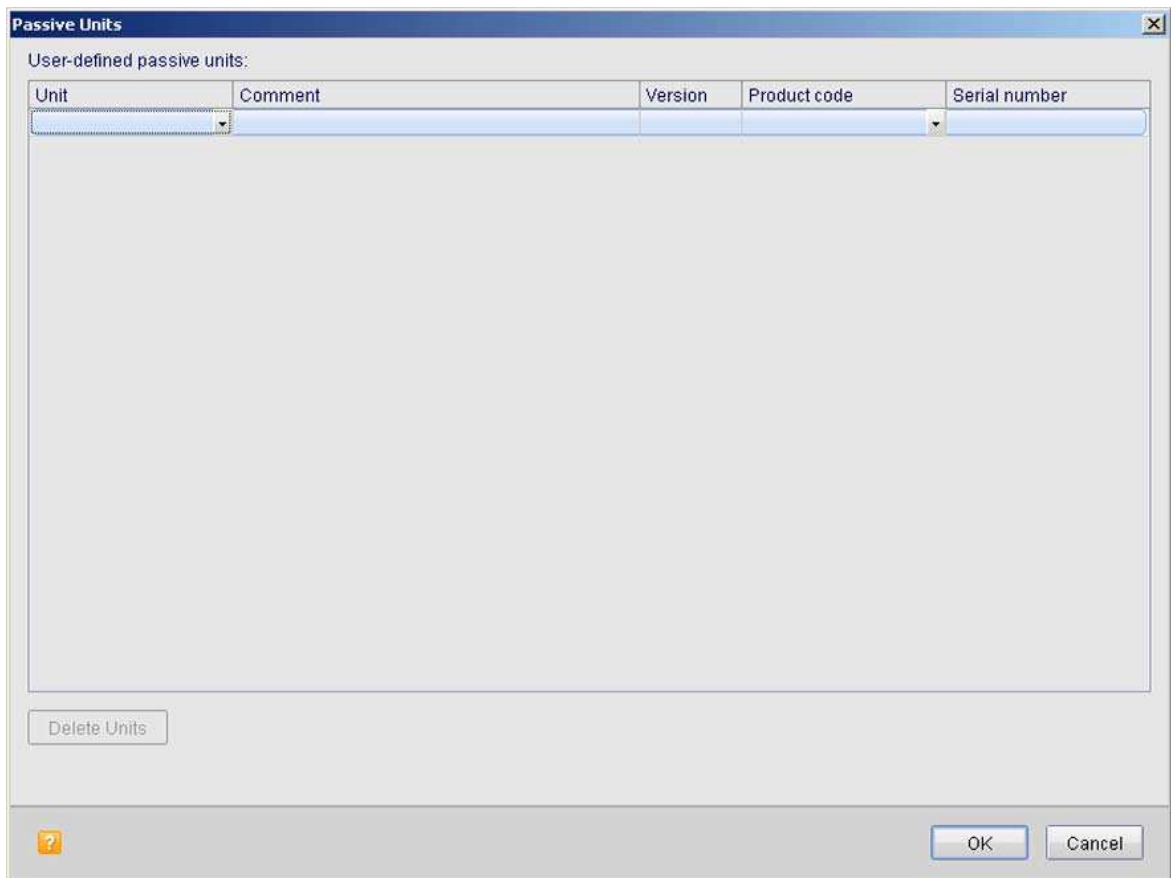 Passive Units
User-defined passive units:
Unit Comment Version Product code Serial number
Delete Units
? OK Cancel